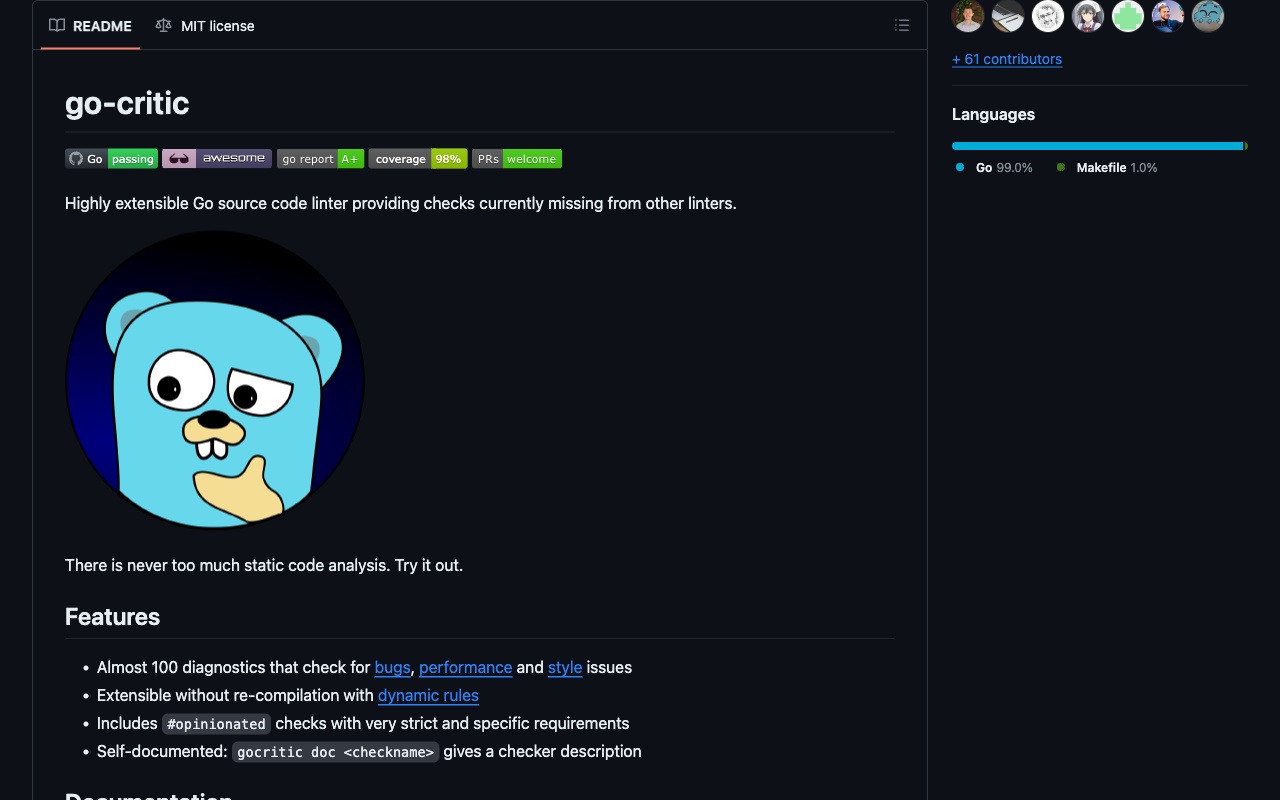 README
MIT license
go-critic
Go passing
awesome
go report A+
coverage 98%
PRs welcome
Highly extensible Go source code linter providing checks currently missing from other linters.
There is never too much static code analysis. Try it out.
Features
• Almost 100 diagnostics that check for bugs, performance and style issues
• Extensible without re-compilation with dynamic rules
• Includes #opinionated checks with very strict and specific requirements
• Self-documented: gocritic doc <checkname> gives a checker description
Documentation
+ 61 contributors
Languages
Go 99.0%
Makefile 1.0%